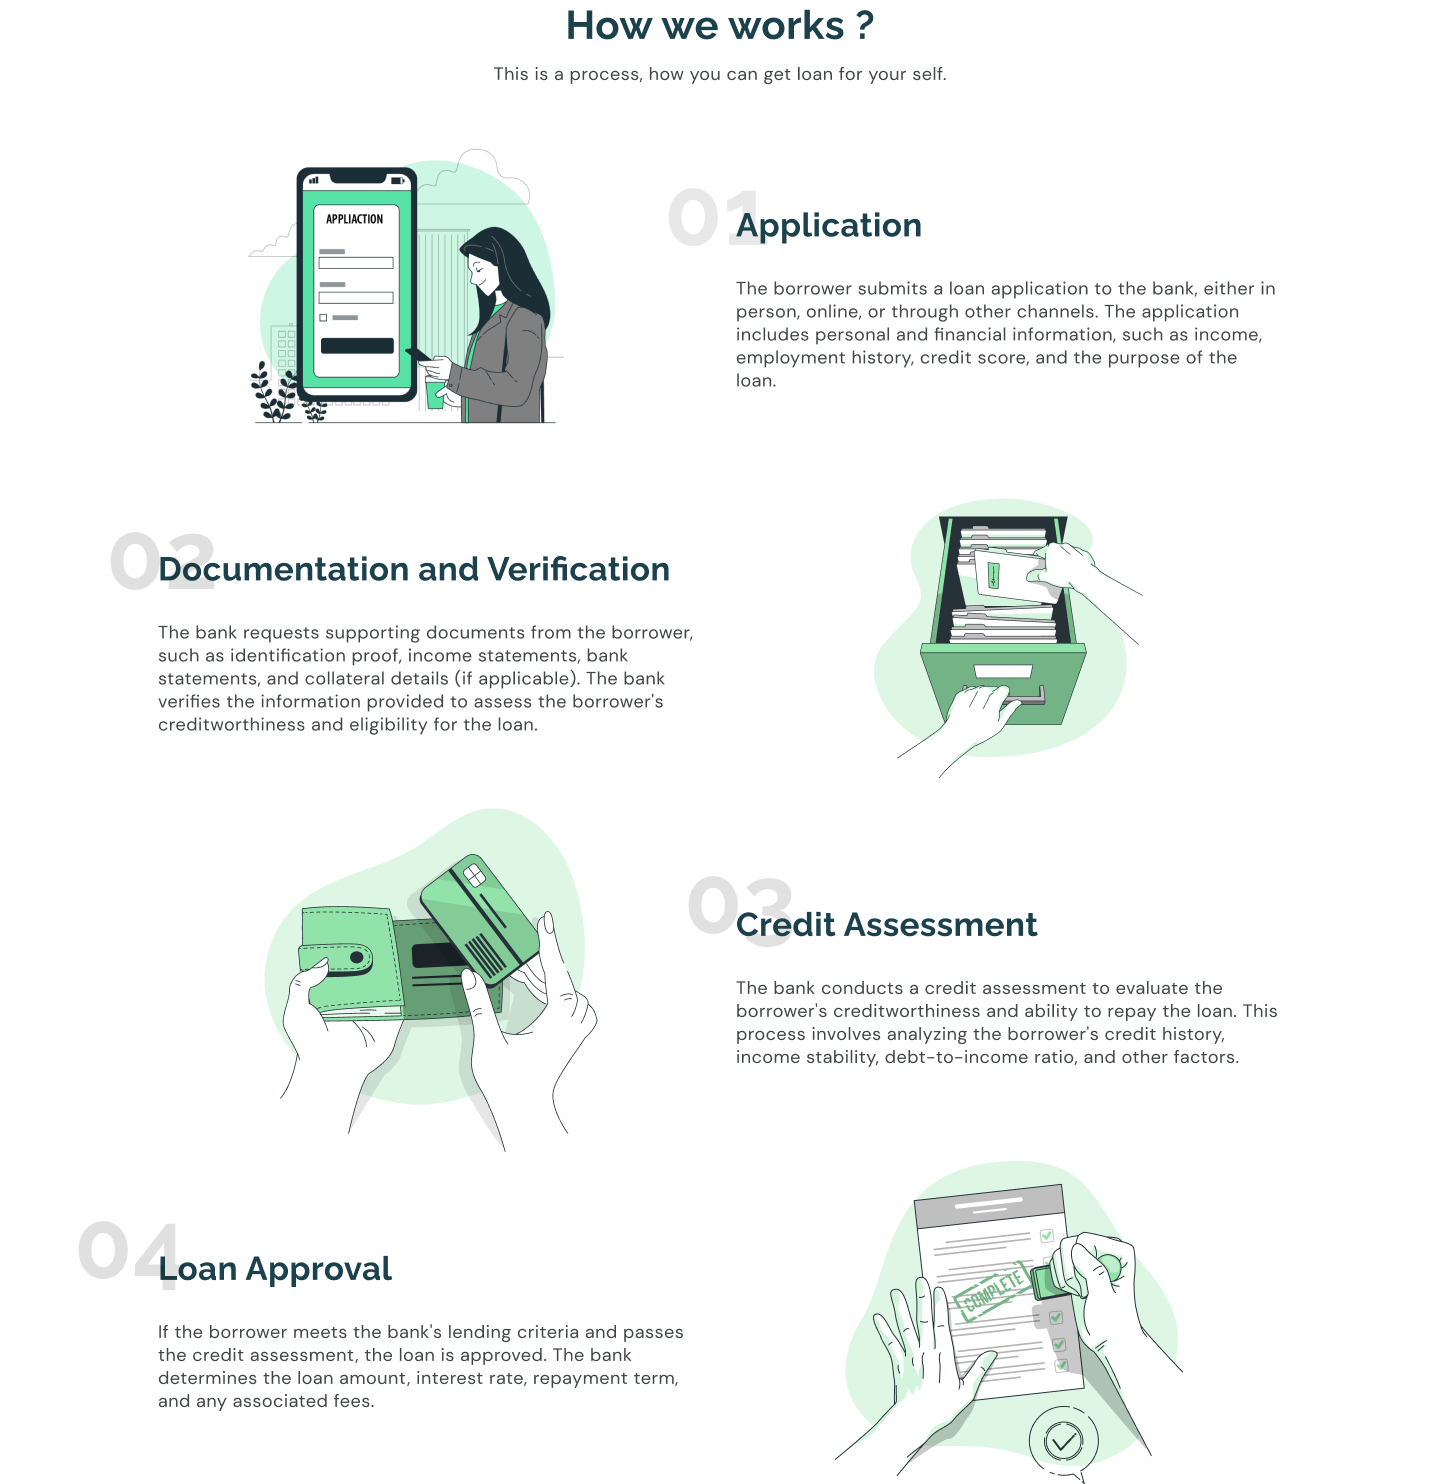 How we works ?
This is a process, how you can get loan for your self.
APPLIACTION
01
Application
The borrower submits a loan application to the bank, either in
person, online, or through other channels. The application
includes personal and financial information, such as income,
employment history, credit score, and the purpose of the
loan.
02
Documentation and Verification
The bank requests supporting documents from the borrower,
such as identification proof, income statements, bank
statements, and collateral details (if applicable). The bank
verifies the information provided to assess the borrower's
creditworthiness and eligibility for the loan.
03
Credit Assessment
The bank conducts a credit assessment to evaluate the
borrower's creditworthiness and ability to repay the loan. This
process involves analyzing the borrower's credit history,
income stability, debt-to-income ratio, and other factors.
04
Loan Approval
If the borrower meets the bank's lending criteria and passes
the credit assessment, the loan is approved. The bank
determines the loan amount, interest rate, repayment term,
and any associated fees.
COMPLETE